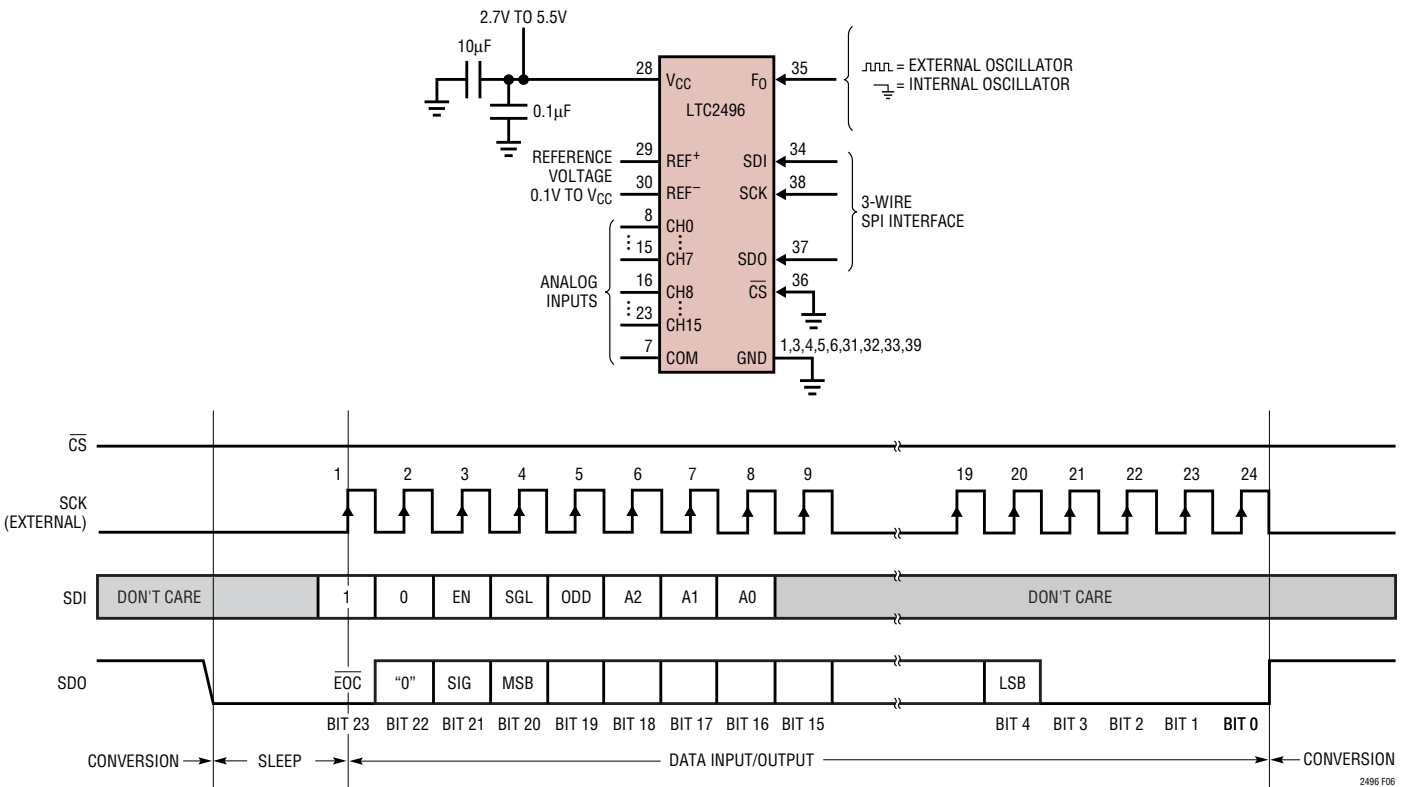 2.7V TO 5.5V
10µF
0.1µF
28
VCC
FO
35
LTC2496
= EXTERNAL OSCILLATOR
= INTERNAL OSCILLATOR
REFERENCE
VOLTAGE
0.1V TO VCC
29
REF+
30
REF–
SDI
34
SCK
38
3-WIRE
SPI INTERFACE
SDO
37
CS
36
GND
1,3,4,5,6,31,32,33,39
ANALOG
INPUTS
8
CH0
15
CH7
16
CH8
23
CH15
7
COM
CS
SCK
(EXTERNAL)
1 2 3 4 5 6 7 8 9 19 20 21 22 23 24
SDI
DON'T CARE 1 0 EN SGL ODD A2 A1 A0 DON'T CARE
SDO
EOC "0" SIG MSB LSB
BIT 23 BIT 22 BIT 21 BIT 20 BIT 19 BIT 18 BIT 17 BIT 16 BIT 15 BIT 4 BIT 3 BIT 2 BIT 1 BIT 0
CONVERSION SLEEP DATA INPUT/OUTPUT CONVERSION
2496 F06